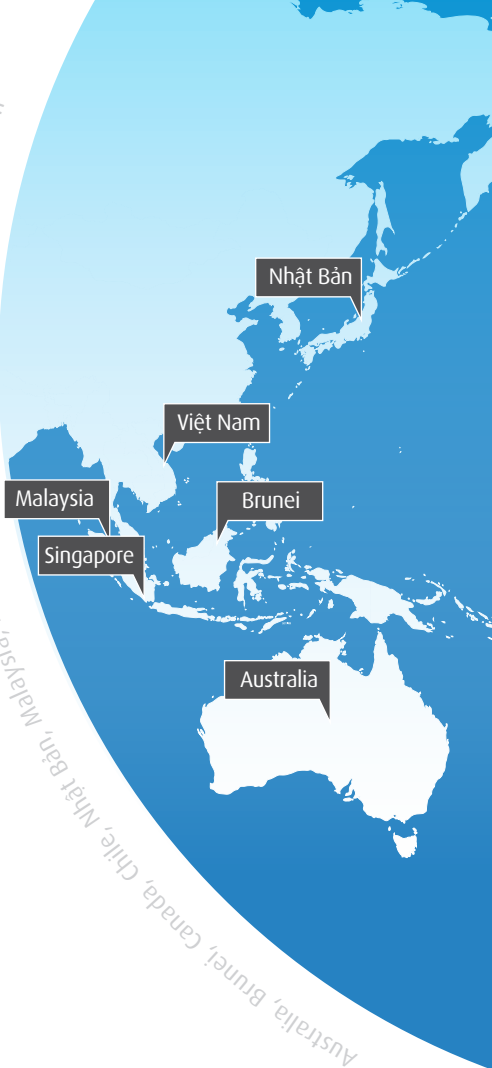 Nhật Bản
Việt Nam
Malaysia
Brunei
Singapore
Australia
Australia, Brunei, Canada, Chile, Nhật Bản, Malaysia,